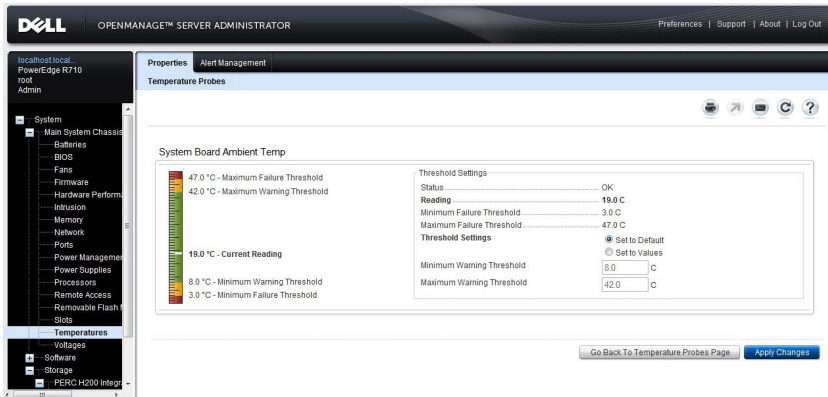 DELL
OPENMANAGE™ SERVER ADMINISTRATOR
Preferences | Support | About | Log Out
localhost.local...
PowerEdge R710
root
Admin
Properties
Alert Management
Temperature Probes
System
Main System Chassis
Batteries
BIOS
Fans
Firmware
Hardware Performa
Intrusion
Memory
Network
Ports
Power Managemen
Power Supplies
Processors
Remote Access
Removable Flash M
Slots
Temperatures
Voltages
Software
Storage
PERC H200 Integra
System Board Ambient Temp
47.0 °C - Maximum Failure Threshold
42.0 °C - Maximum Warning Threshold
19.0 °C - Current Reading
8.0 °C - Minimum Warning Threshold
3.0 °C - Minimum Failure Threshold
Threshold Settings
Status OK
Reading 19.0 C
Minimum Failure Threshold 3.0 C
Maximum Failure Threshold 47.0 C
Threshold Settings Set to Default
Set to Values
Minimum Warning Threshold 8.0 C
Maximum Warning Threshold 42.0 C
Go Back To Temperature Probes Page
Apply Changes